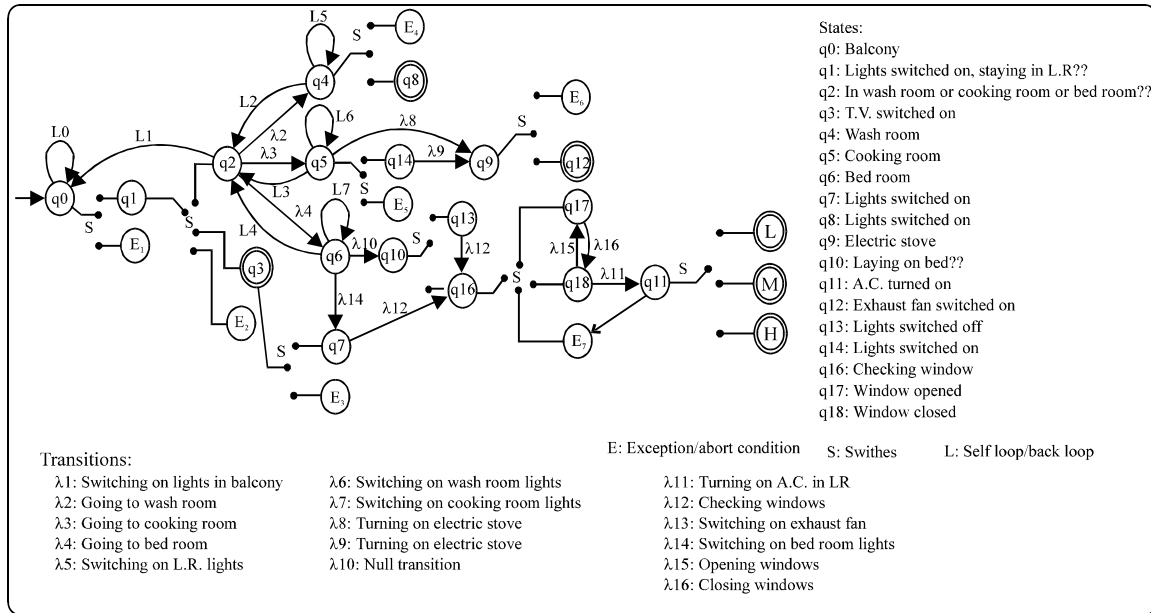 L5
S
E4
q4
q8
L2
λ2
L6
λ8
E6
S
L0
L1
q2
λ3
q5
q14
λ9
q9
q12
S
q0
S
q1
S
L3
L7
E5
q17
E1
L4
λ4
q13
λ12
λ15
λ16
L
q3
q6
λ10
q10
S
q16
S
q18
λ11
q11
S
M
E2
λ14
λ12
S
q7
E7
H
E3
States:
q0: Balcony
q1: Lights switched on, staying in L.R??
q2: In wash room or cooking room or bed room??
q3: T.V. switched on
q4: Wash room
q5: Cooking room
q6: Bed room
q7: Lights switched on
q8: Lights switched on
q9: Electric stove
q10: Laying on bed??
q11: A.C. turned on
q12: Exhaust fan switched on
q13: Lights switched off
q14: Lights switched on
q16: Checking window
q17: Window opened
q18: Window closed
E: Exception/abort condition S: Swithes L: Self loop/back loop
Transitions:
λ1: Switching on lights in balcony
λ2: Going to wash room
λ3: Going to cooking room
λ4: Going to bed room
λ5: Switching on L.R. lights
λ6: Switching on wash room lights
λ7: Switching on cooking room lights
λ8: Turning on electric stove
λ9: Turning on electric stove
λ10: Null transition
λ11: Turning on A.C. in LR
λ12: Checking windows
λ13: Switching on exhaust fan
λ14: Switching on bed room lights
λ15: Opening windows
λ16: Closing windows